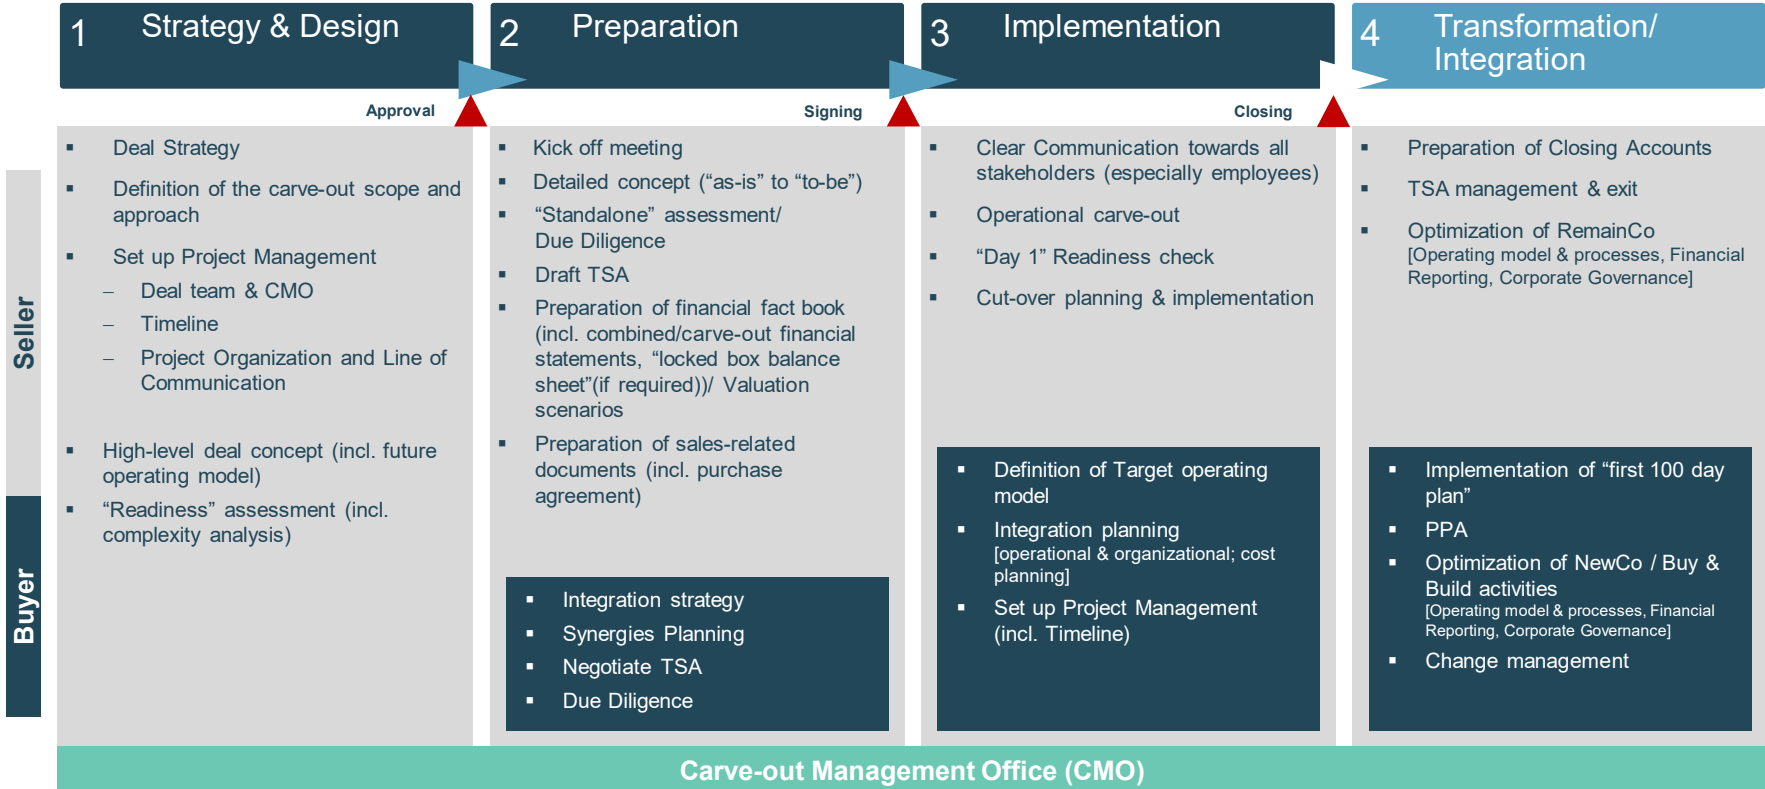 1 Strategy & Design
2 Preparation
3 Implementation
4 Transformation/
Integration
Approval
Signing
Closing
Seller
Buyer
▪ Deal Strategy
▪ Definition of the carve-out scope and
approach
▪ Set up Project Management
– Deal team & CMO
– Timeline
– Project Organization and Line of
Communication
▪ High-level deal concept (incl. future
operating model)
▪ “Readiness” assessment (incl.
complexity analysis)
▪ Kick off meeting
▪ Detailed concept (“as-is” to “to-be”)
▪ “Standalone” assessment/
Due Diligence
▪ Draft TSA
▪ Preparation of financial fact book
(incl. combined/carve-out financial
statements, “locked box balance
sheet”(if required))/ Valuation
scenarios
▪ Preparation of sales-related
documents (incl. purchase
agreement)
▪ Integration strategy
▪ Synergies Planning
▪ Negotiate TSA
▪ Due Diligence
▪ Clear Communication towards all
stakeholders (especially employees)
▪ Operational carve-out
▪ “Day 1” Readiness check
▪ Cut-over planning & implementation
▪ Definition of Target operating
model
▪ Integration planning
[operational & organizational; cost
planning]
▪ Set up Project Management
(incl. Timeline)
▪ Preparation of Closing Accounts
▪ TSA management & exit
▪ Optimization of RemainCo
[Operating model & processes, Financial
Reporting, Corporate Governance]
▪ Implementation of “first 100 day
plan”
▪ PPA
▪ Optimization of NewCo / Buy &
Build activities
[Operating model & processes, Financial
Reporting, Corporate Governance]
▪ Change management
Carve-out Management Office (CMO)